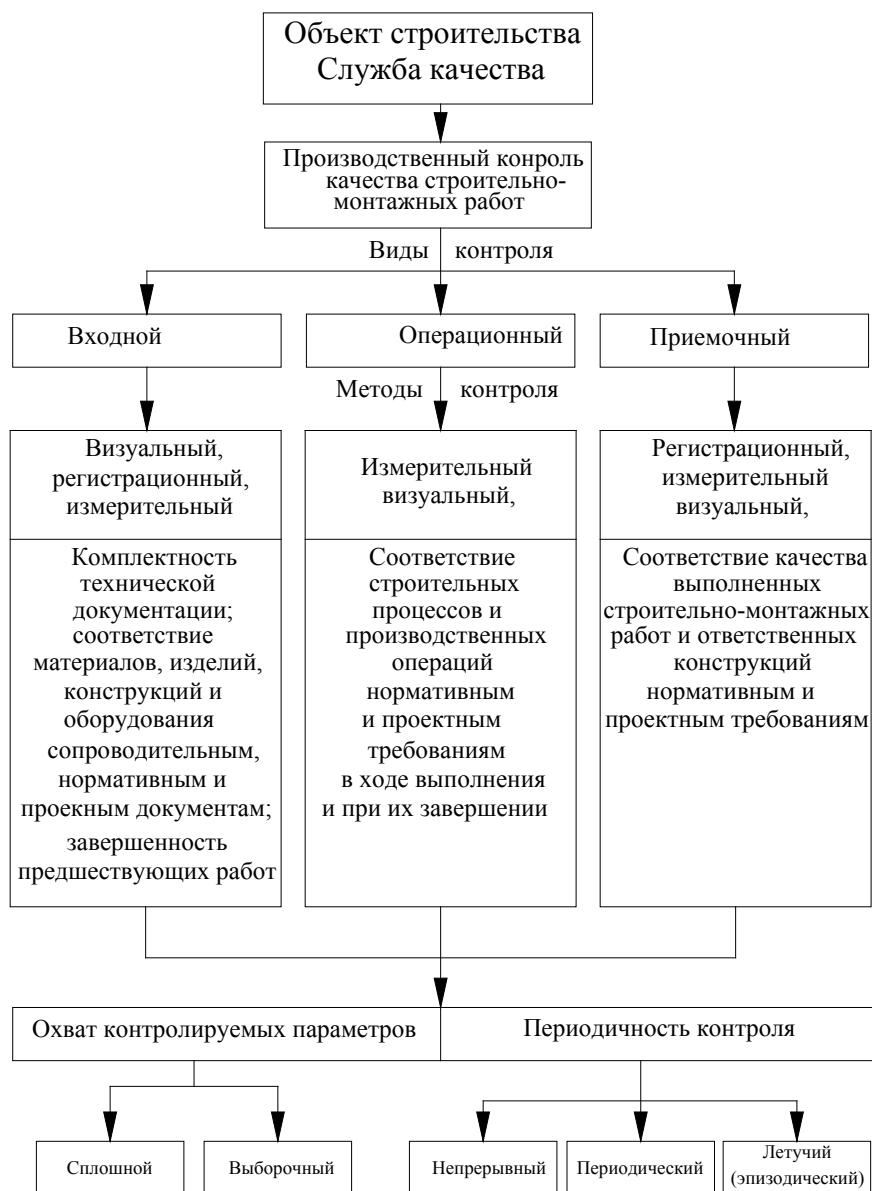 Объект строительства
Служба качества
Производственный конроль
качества строительно-
монтажных работ
Виды контроля
Входной
Операционный
Приемочный
Методы контроля
Визуальный,
регистрационный,
измерительный
Измерительный
визуальный,
Регистрационный,
измерительный
визуальный,
Комплектность
технической
документации;
соответствие
материалов, изделий,
конструкций и
оборудования
сопроводительным,
нормативным и
проекным документам;
завершенность
предшествующих работ
Соответствие
строительных
процессов и
производственных
операций
нормативным
и проектным
требованиям
в ходе выполнения
и при их завершении
Соответствие качества
выполненных
строительно-монтажных
работ и ответственных
конструкций
нормативным и
проектным требованиям
Охват контролируемых параметров
Периодичность контроля
Сплошной
Выборочный
Непрерывный
Периодический
Летучий
(эпизодический)